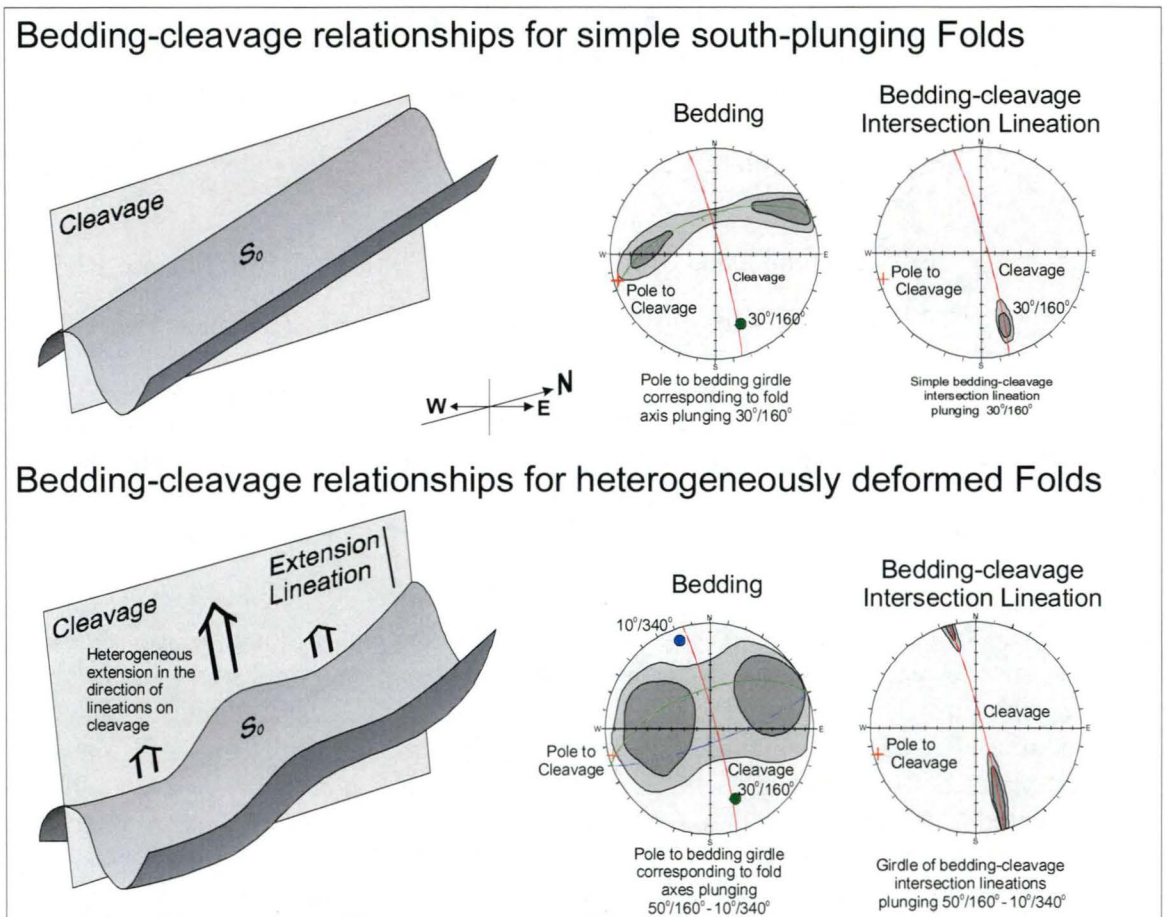 Bedding-cleavage relationships for simple south-plunging Folds
Cleavage
S₀
W
E
N
Bedding
N
W
E
S
Cleavage
Pole to
Cleavage
30°/160°
Pole to bedding girdle
corresponding to fold
axis plunging 30°/160°
Bedding-cleavage
Intersection Lineation
N
W
E
S
Pole to
Cleavage
Cleavage
30°/160°
Simple bedding-cleavage
intersection lineation
plunging 30°/160°
Bedding-cleavage relationships for heterogeneously deformed Folds
Cleavage
Extension
Lineation
Heterogeneous
extension in the
direction of
lineations on
cleavage
S₀
Bedding
10°/340°
N
W
E
S
Pole to
Cleavage
Cleavage
30°/160°
Pole to bedding girdle
corresponding to fold
axes plunging
50°/160°-10°/340°
Bedding-cleavage
Intersection Lineation
N
W
E
S
Cleavage
Pole to
Cleavage
Girdle of bedding-cleavage
intersection lineations
plunging 50°/160°-10°/340°